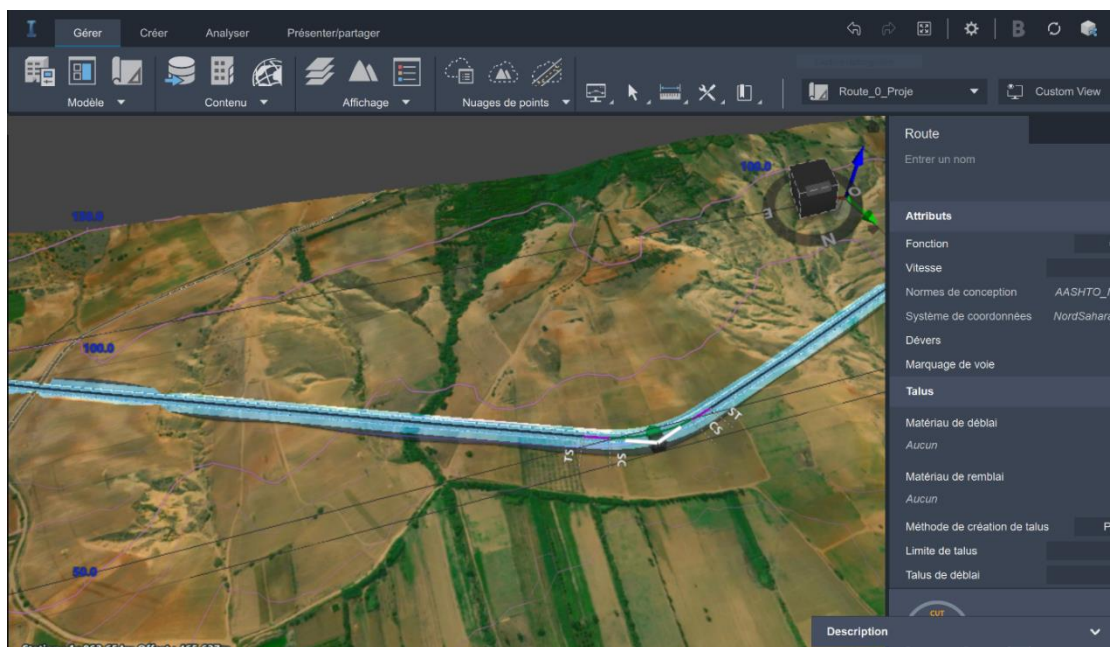 Gérer Créer Analyser Présenter/partager
B
Modèle Contenu Affichage Nuages de points
Route_0_Proje Custom View
Route
Entrer un nom
Attributs
Fonction
Vitesse
Normes de conception AASHTO_
Système de coordonnées NordSahara
Dévers
Marquage de voie
Talus
Matériau de déblai
Aucun
Matériau de remblai
Aucun
Méthode de création de talus P
Limite de talus
Talus de déblai
CUT
Description
100.0
150.0
100.0
50.0
E
N
O
TS
SC
CS
ST